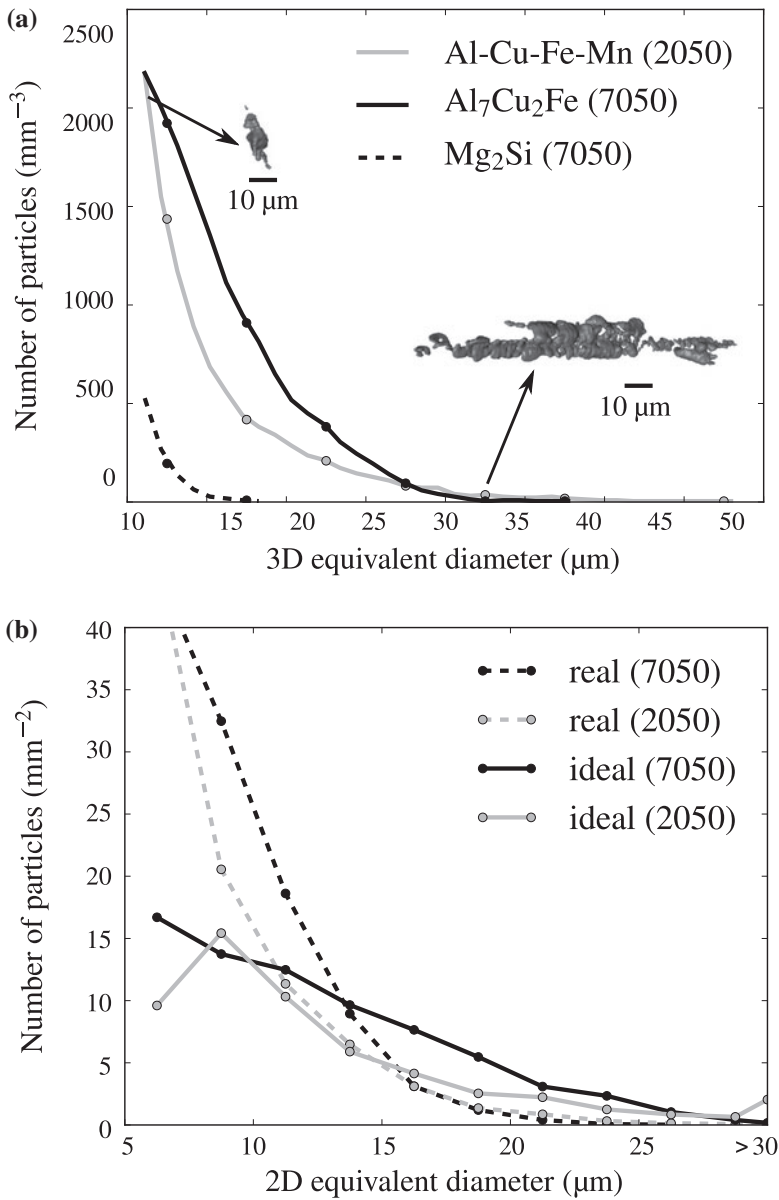 (a)
2500
2000
1500
1000
500
0
Number of particles (mm−3)
Al-Cu-Fe-Mn (2050)
Al7Cu2Fe (7050)
Mg2Si (7050)
10 µm
10 µm
10 15 20 25 30 35 40 45 50
3D equivalent diameter (µm)
(b)
40
35
30
25
20
15
10
5
0
Number of particles (mm−2)
real (7050)
real (2050)
ideal (7050)
ideal (2050)
5 10 15 20 25 >30
2D equivalent diameter (µm)